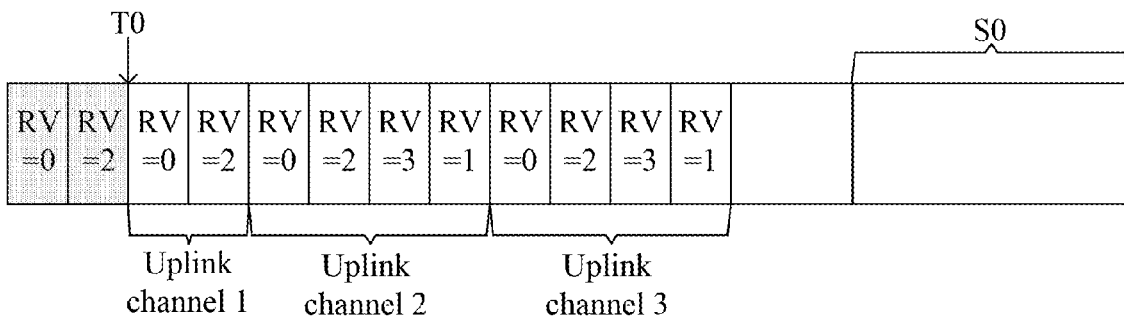 T0
S0
RV RV RV RV RV RV RV RV RV RV RV RV
=0 =2 =0 =2 =0 =2 =3 =1 =0 =2 =3 =1
Uplink Uplink Uplink
channel 1 channel 2 channel 3